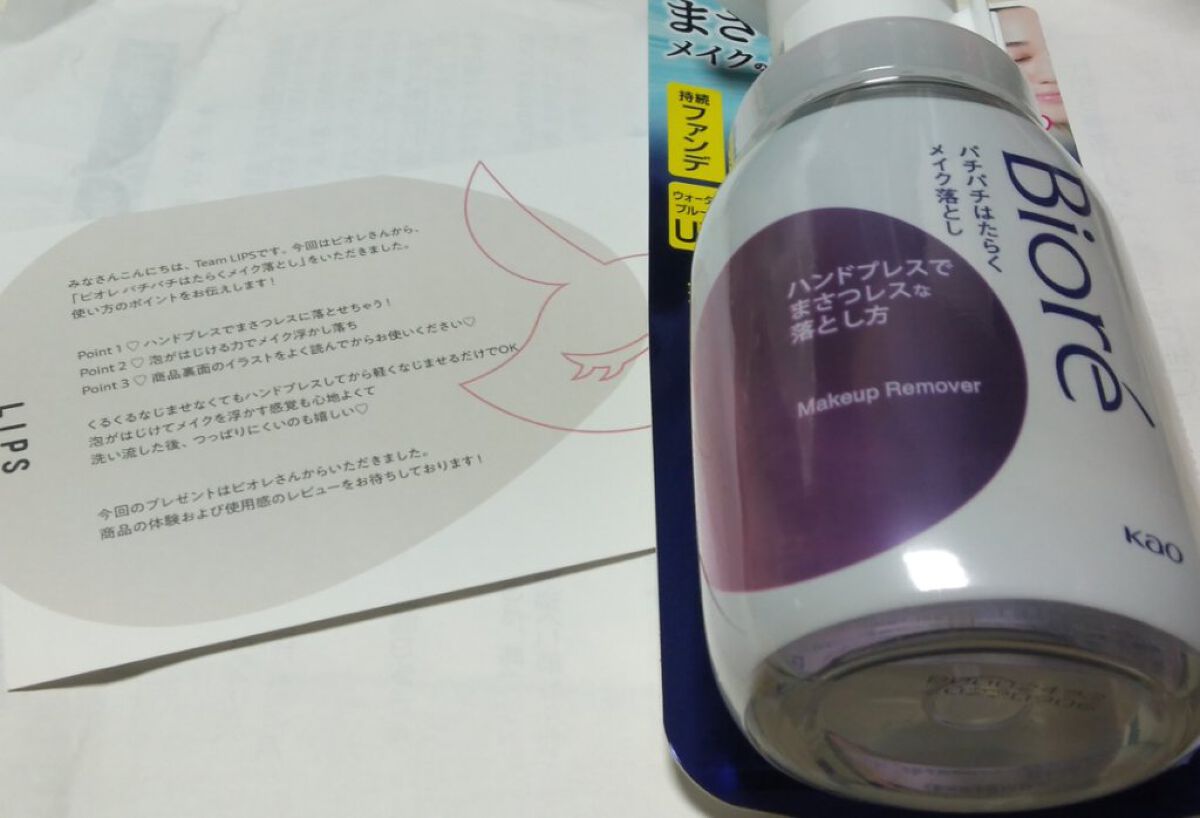 みなさんこんにちは、Team LIPSです。今回はビオレさんから、
「ビオレ パチパチはたらくメイク落とし」をいただきました。
使い方のポイントをお伝えします！
Point 1 ♡ ハンドプレスでまさつレスに落とせちゃう！
Point 2 ♡ 泡がはじける力でメイク浮かし落ち
Point 3 ♡ 商品裏面のイラストをよく読んでからお使いください♡
くるくるなじませなくてもハンドプレスしてから軽くなじませるだけでOK
泡がはじけてメイクを浮かす感覚も心地よくて
洗い流した後、つっぱりにくいのも嬉しい♡
今回のプレゼントはビオレさんからいただきました。
商品の体験および使用感のレビューをお待ちしております！
LIPS
まさ
メイクの
持続
ファンデ
ウォータ
プルー
U
Bioré
パチパチはたらく
メイク落とし
ハンドプレスで
まさつレスな
落とし方
Makeup Remover
Kao